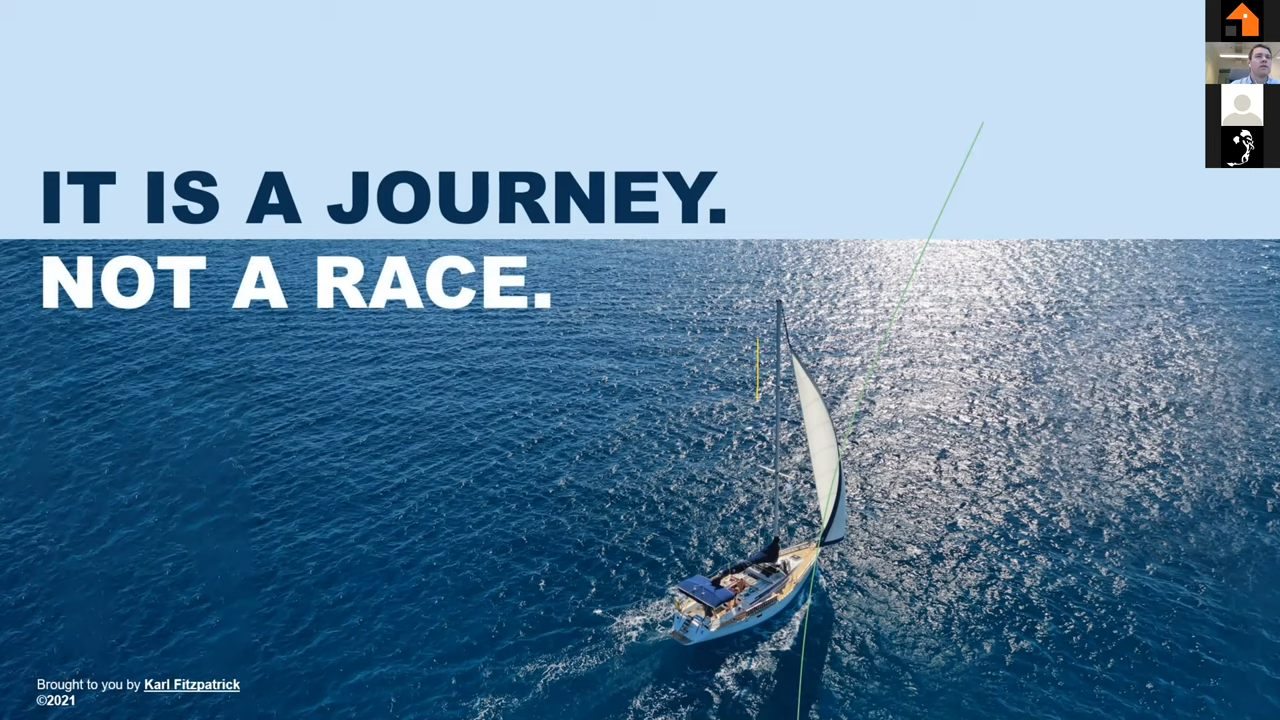 IT IS A JOURNEY.
NOT A RACE.
Brought to you by Karl Fitzpatrick
©2021